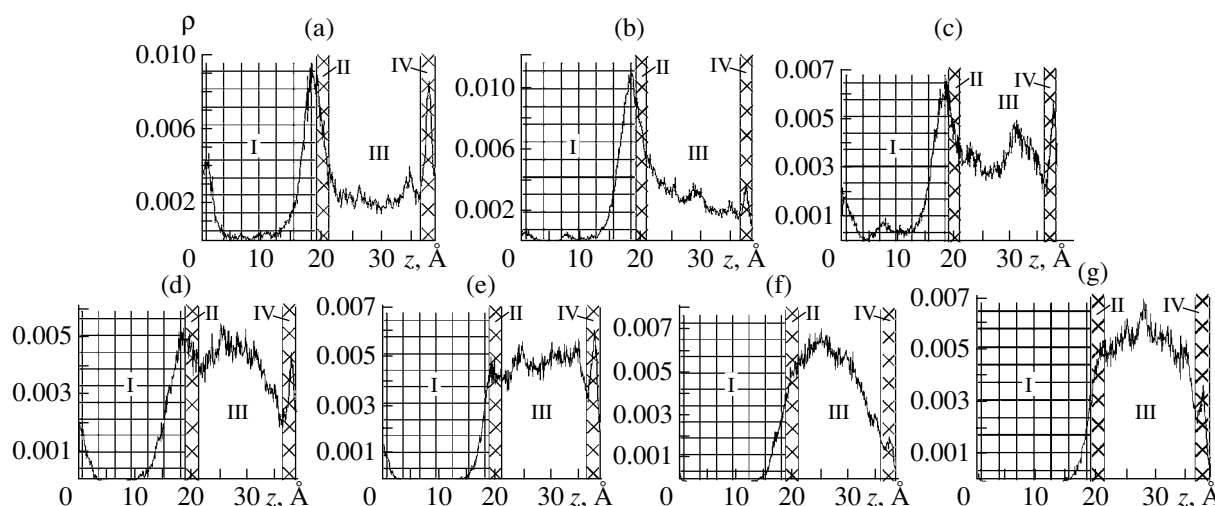 ρ (a) (b) (c)
0.010 II IV 0.010 II IV 0.007 II IV
0.006 0.006 0.005 III
I III I III 0.003 I
0.002 0.002 0.001
0 10 20 30 z, Å 0 10 20 30 z, Å 0 10 20 30 z, Å
(d) (e) (f) (g)
0.005 II IV 0.007 II IV 0.007 II IV 0.007 II IV
0.005 0.005 0.005
0.003 I III 0.003 I III 0.003 I III 0.003 I III
0.001 0.001 0.001 0.001
0 10 20 30 z, Å 0 10 20 30 z, Å 0 10 20 30 z, Å 0 10 20 30 z, Å